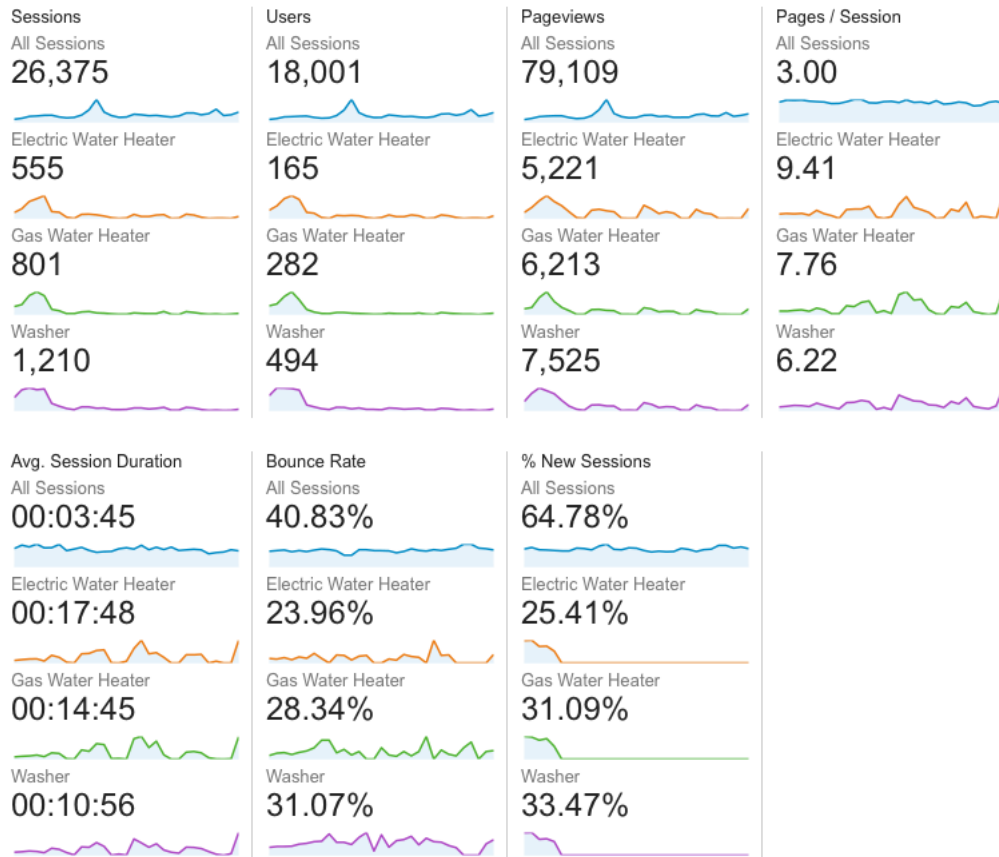 Sessions
All Sessions
26,375
Electric Water Heater
555
Gas Water Heater
801
Washer
1,210
Users
All Sessions
18,001
Electric Water Heater
165
Gas Water Heater
282
Washer
494
Pageviews
All Sessions
79,109
Electric Water Heater
5,221
Gas Water Heater
6,213
Washer
7,525
Pages / Session
All Sessions
3.00
Electric Water Heater
9.41
Gas Water Heater
7.76
Washer
6.22
Avg. Session Duration
All Sessions
00:03:45
Electric Water Heater
00:17:48
Gas Water Heater
00:14:45
Washer
00:10:56
Bounce Rate
All Sessions
40.83%
Electric Water Heater
23.96%
Gas Water Heater
28.34%
Washer
31.07%
% New Sessions
All Sessions
64.78%
Electric Water Heater
25.41%
Gas Water Heater
31.09%
Washer
33.47%